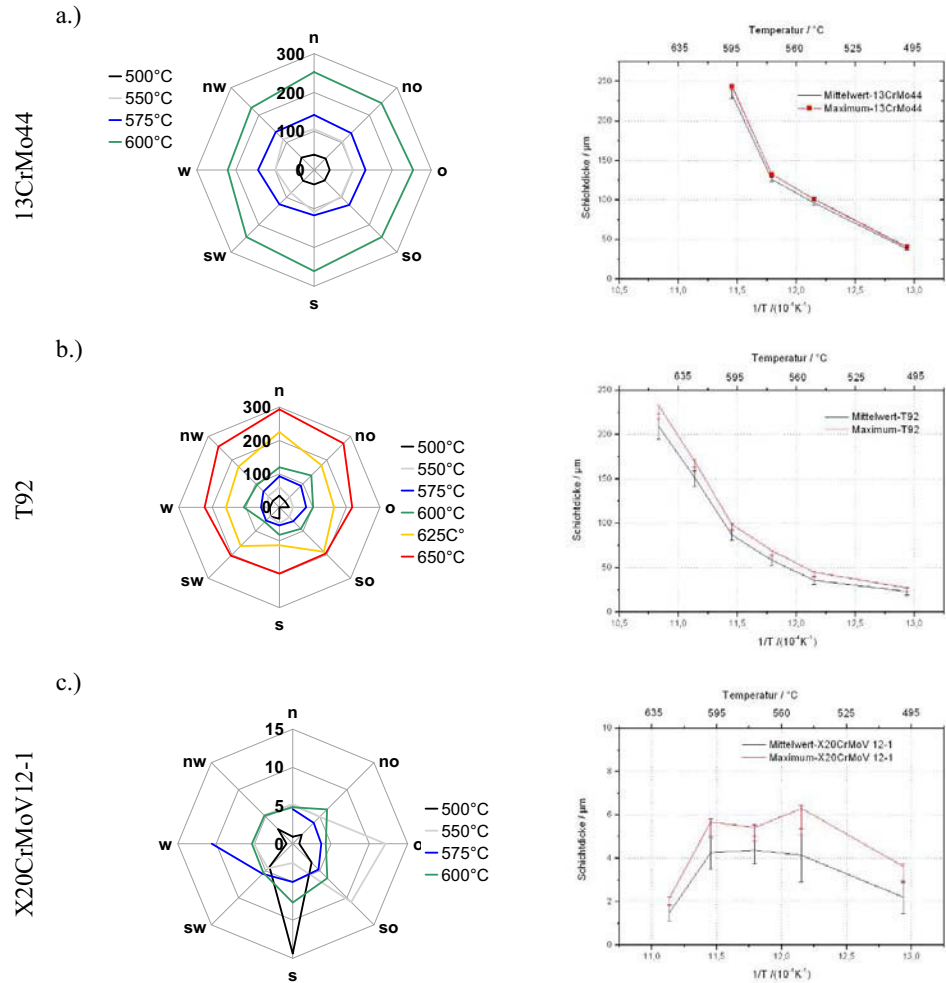 a.)
13CrMo44
n
no
o
so
s
sw
w
nw
300
200
100
0
500°C
550°C
575°C
600°C
Temperatur / °C
635 595 560 525 495
Schichtdicke / µm
250
200
150
100
50
0
Mittelwert-13CrMo44
Maximum-13CrMo44
10,5 11,0 11,5 12,0 12,5 13,0
1/T /(10⁻⁴K⁻¹)
b.)
T92
n
no
o
so
s
sw
w
nw
300
200
100
0
500°C
550°C
575°C
600°C
625C°
650°C
Temperatur / °C
635 595 560 525 495
Schichtdicke / µm
250
200
150
100
50
0
Mittelwert-T92
Maximum-T92
10,5 11,0 11,5 12,0 12,5 13,0
1/T /(10⁻⁴K⁻¹)
c.)
X20CrMoV12-1
n
no
o
so
s
sw
w
nw
15
10
5
0
500°C
550°C
575°C
600°C
Temperatur / °C
635 595 560 525 495
Schichtdicke / µm
10
8
6
4
2
0
Mittelwert-X20CrMoV 12-1
Maximum-X20CrMoV 12-1
11,0 11,5 12,0 12,5 13,0
1/T /(10⁻⁴K⁻¹)